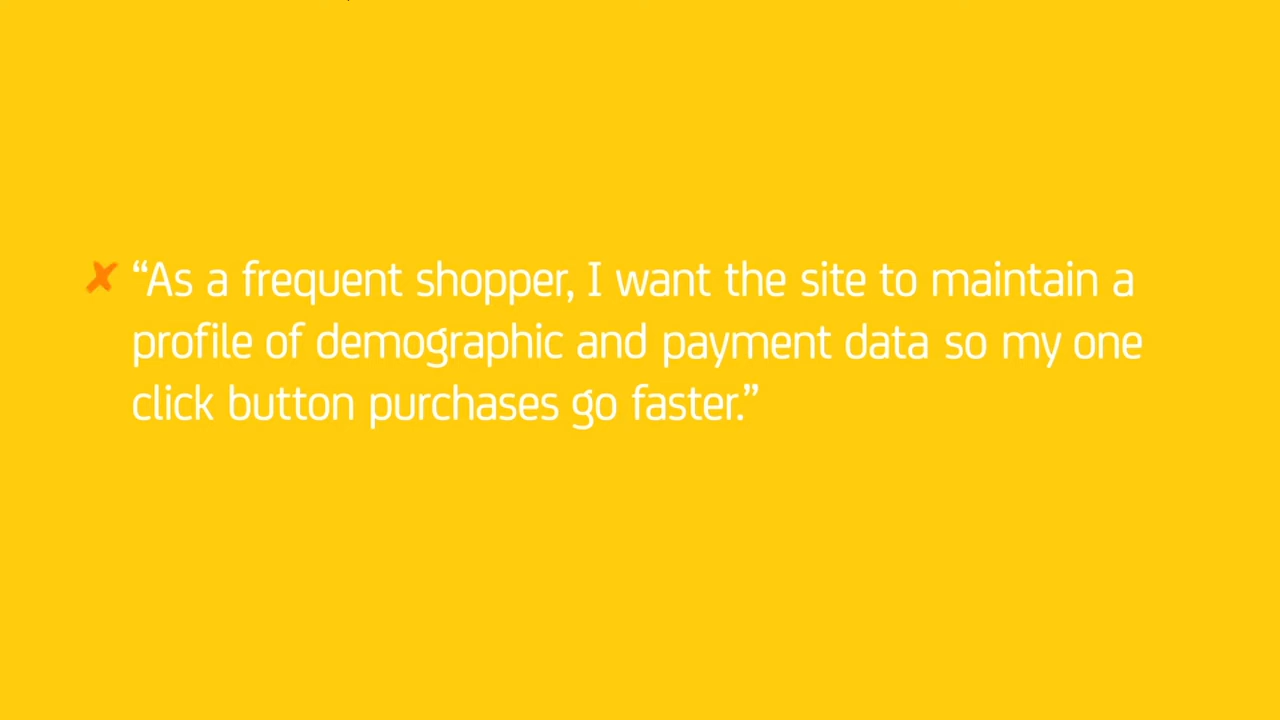 ✘ “As a frequent shopper, I want the site to maintain a
profile of demographic and payment data so my one
click button purchases go faster.”